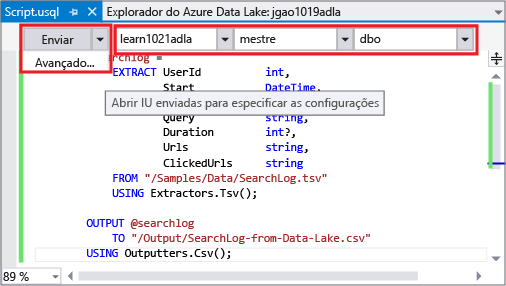 Script.usql
Explorador do Azure Data Lake: jgao1019adla
Enviar learn1021adla mestre dbo
Avançado...
rchlog =
EXTRACT UserId int,
Start DateTime,
Abrir IU enviadas para especificar as configurações
Query string,
Duration int?,
Urls string,
ClickedUrls string
FROM "/Samples/Data/SearchLog.tsv"
USING Extractors.Tsv();
OUTPUT @searchlog
TO "/Output/SearchLog-from-Data-Lake.csv"
USING Outputters.Csv();
89 %